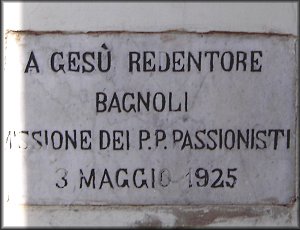 A GESÙ REDENTORE
BAGNOLI
MISSIONE DEI P.P. PASSIONISTI
3 MAGGIO 1925